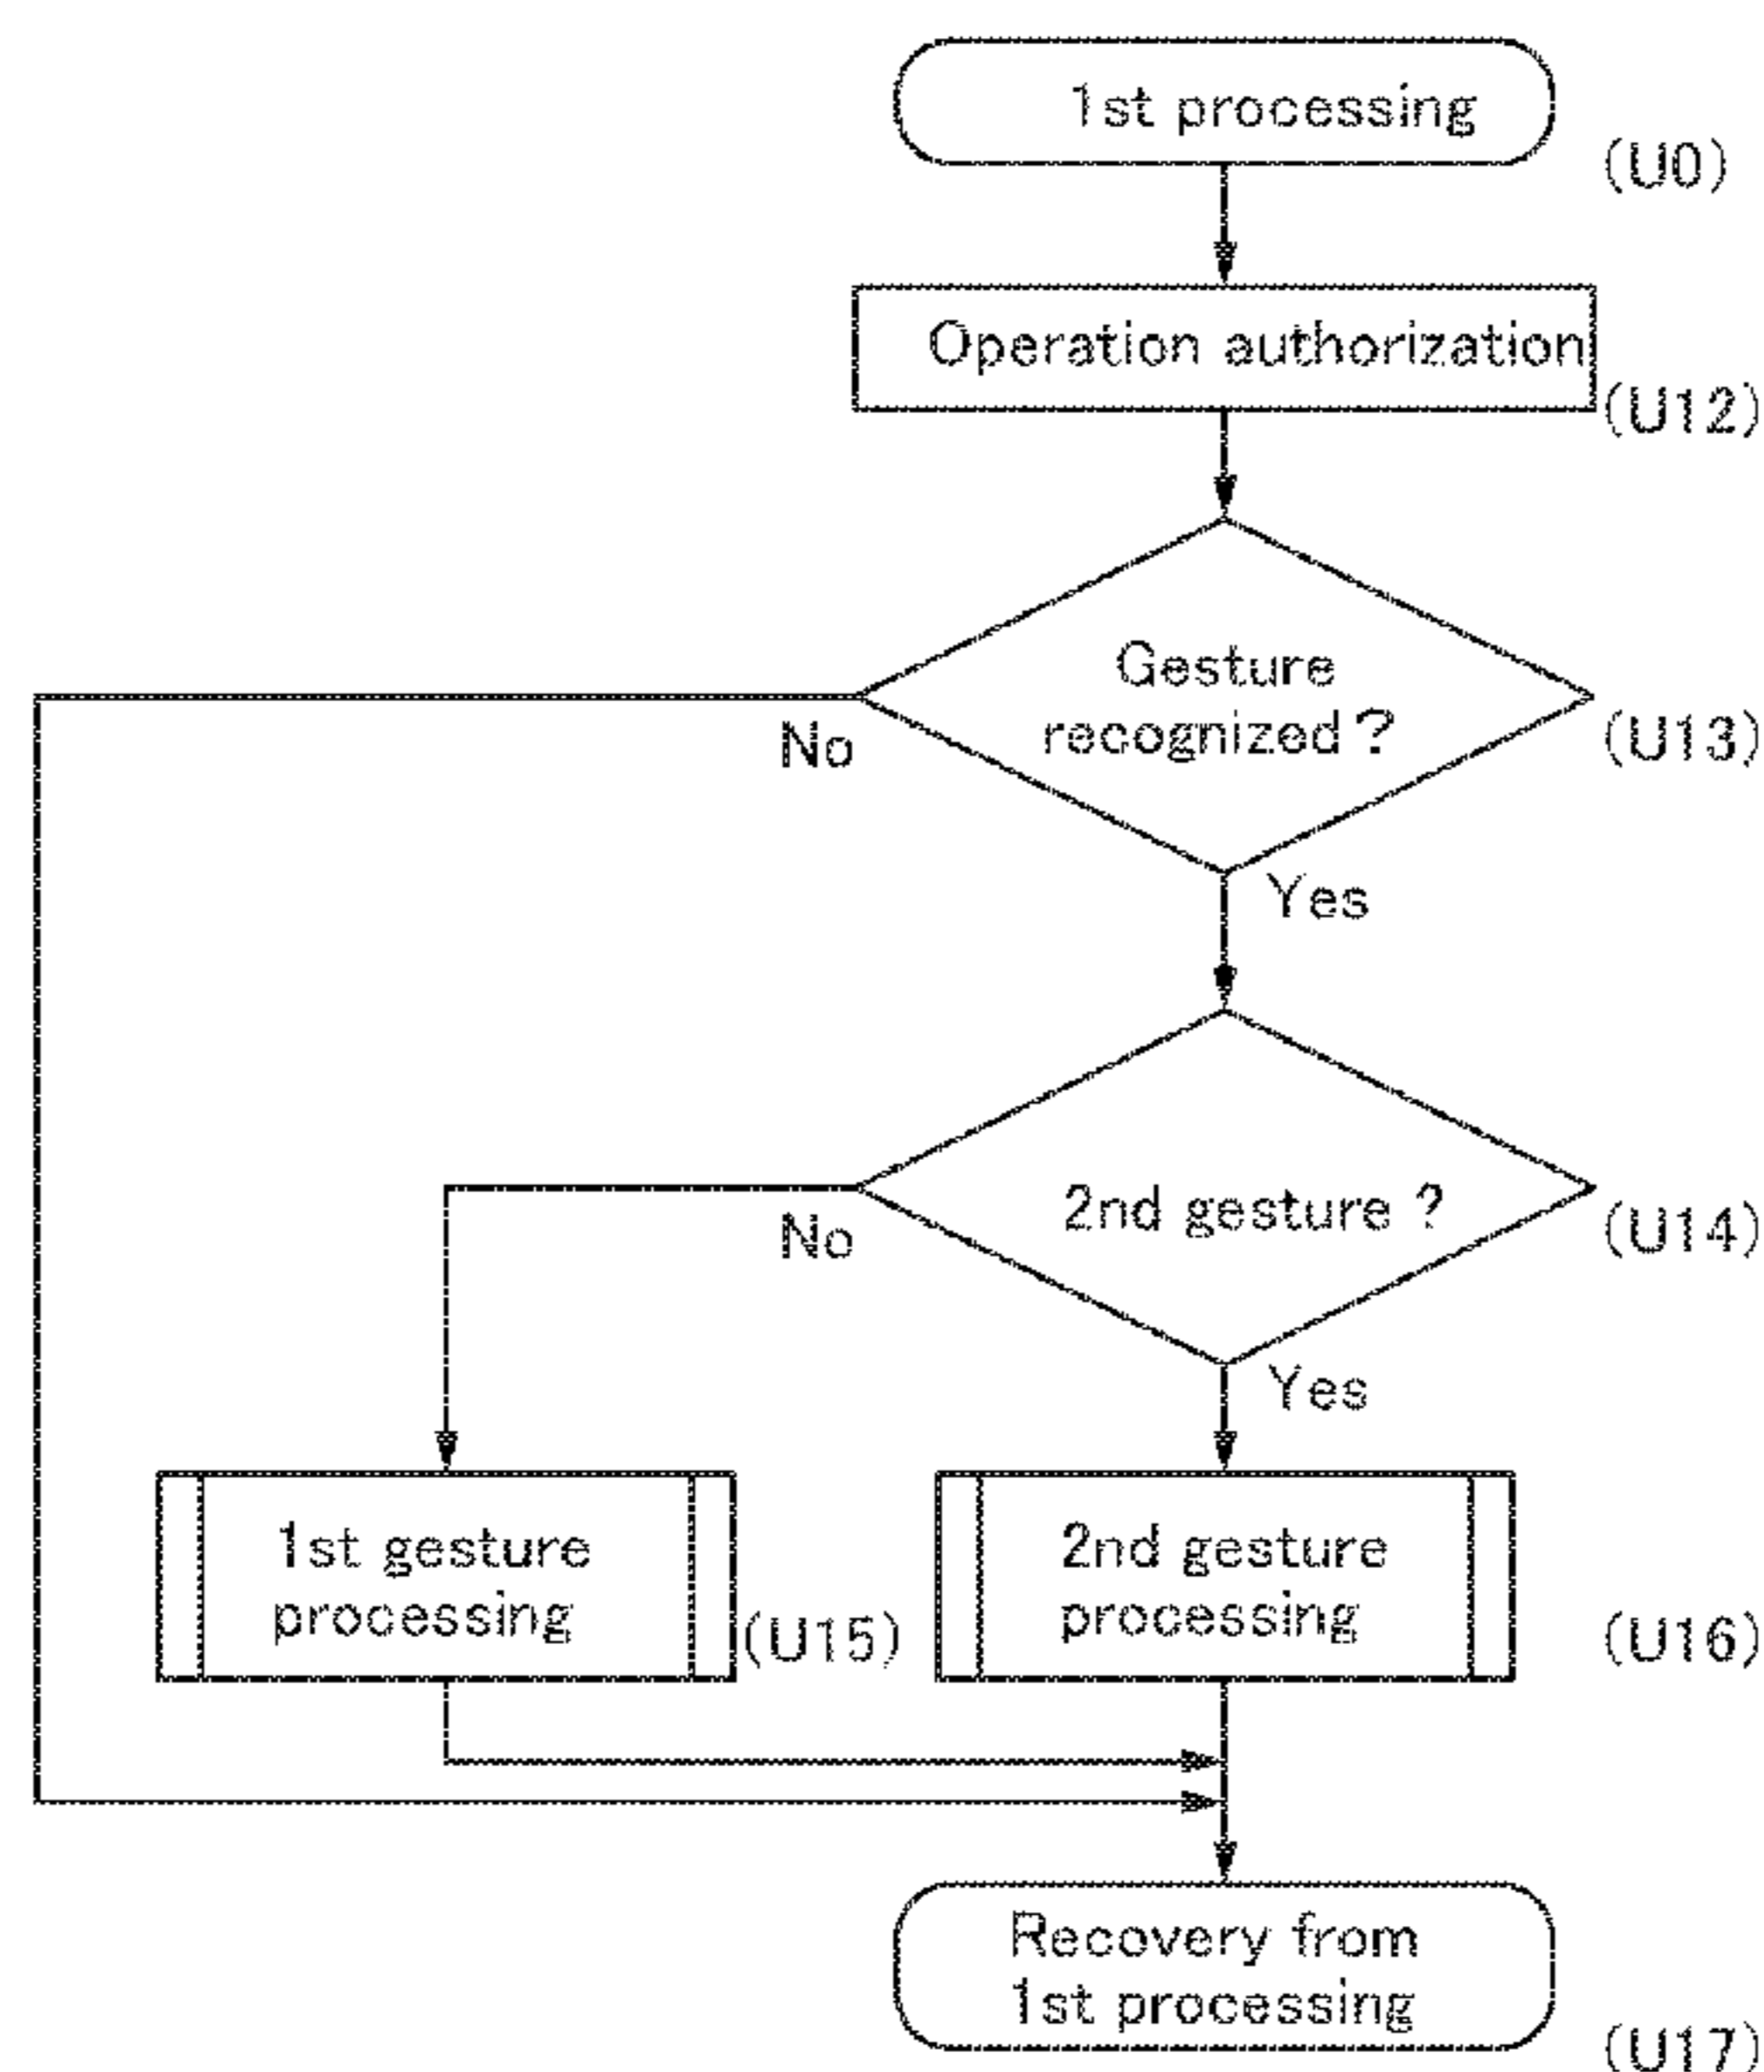 1st processing
(U0)
Operation authorization
(U12)
Gesture
recognized ?
(U13)
No
Yes
2nd gesture ?
(U14)
No
Yes
1st gesture
processing
(U15)
2nd gesture
processing
(U16)
Recovery from
1st processing
(U17)